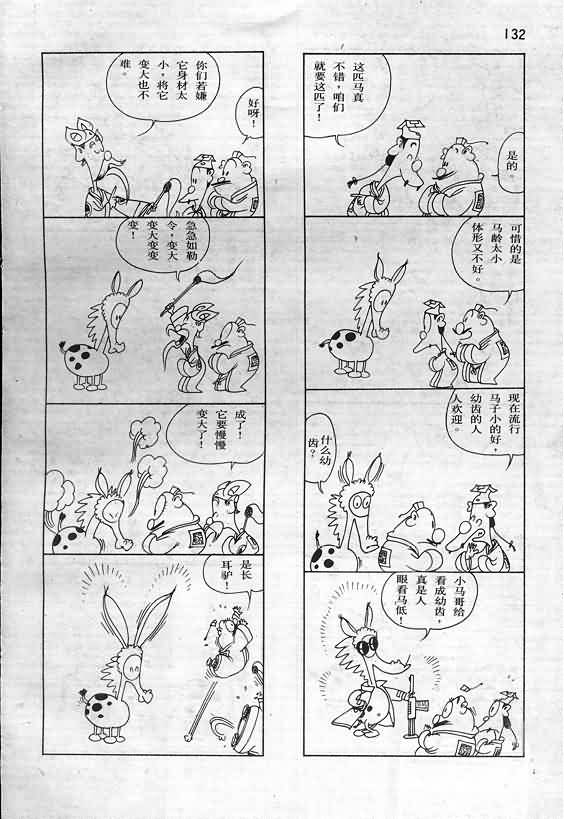 132
这匹马真
不错，咱们
就要这匹了！
是的。
可惜的是
马龄太小
体形又不好。
现在流行
马子小的好，
幼齿的人
人欢迎。
什么幼
齿？
小马哥给
看成幼齿，
真是人
眼看马低！
你们若嫌
它身材太
小，将它
变大也不
难。
好呀！
急急如勒
令，变大
变大变变
变！
成了！
它要慢慢
变大了！
是长
耳驴！